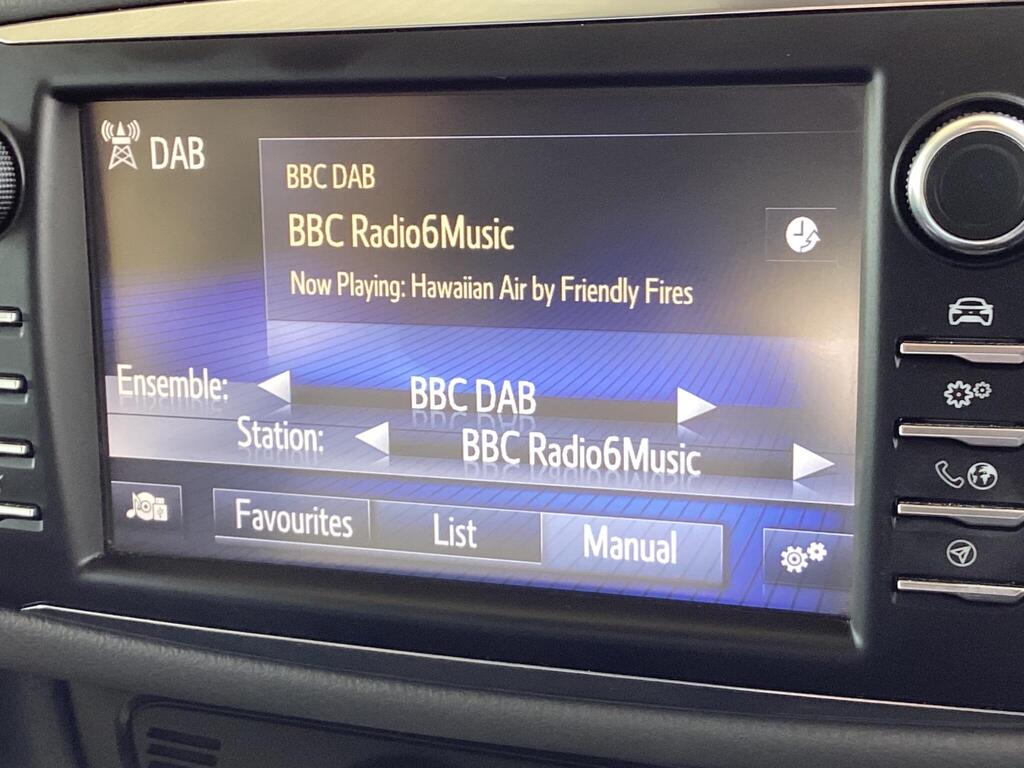 DAB
BBC DAB
BBC Radio6Music
Now Playing: Hawaiian Air by Friendly Fires
Ensemble: BBC DAB
Station: BBC Radio6Music
Favourites List Manual